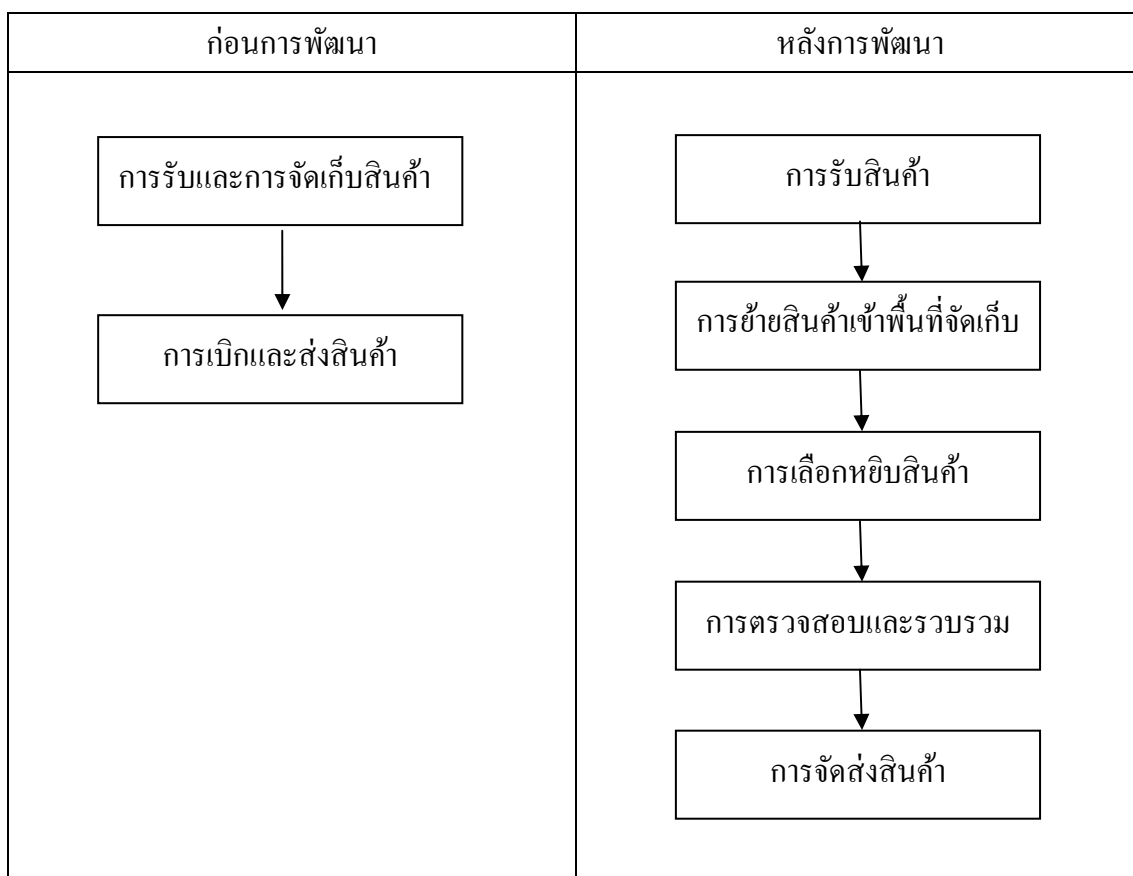 ก่อนการพัฒนา
หลังการพัฒนา
การรับและการจัดเก็บสินค้า
การเบิกและส่งสินค้า
การรับสินค้า
การย้ายสินค้าเข้าพื้นที่จัดเก็บ
การเลือกหยิบสินค้า
การตรวจสอบและรวบรวม
การจัดส่งสินค้า